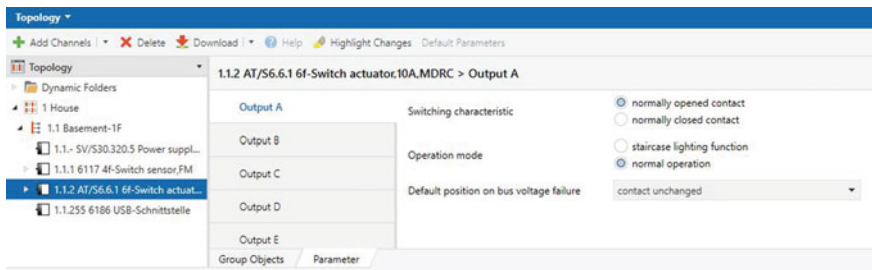 Topology
Add Channels Delete Download Help Highlight Changes Default Parameters
Topology
Dynamic Folders
1 House
1.1 Basement-1F
1.1.- SV/S30.320.5 Power suppl...
1.1.1 6117 4f-Switch sensor,FM
1.1.2 AT/S6.6.1 6f-Switch actuat...
1.1.255 6186 USB-Schnittstelle
1.1.2 AT/S6.6.1 6f-Switch actuator,10A,MDRC > Output A
Output A
Output B
Output C
Output D
Output E
Switching characteristic
normally opened contact
normally closed contact
Operation mode
staircase lighting function
normal operation
Default position on bus voltage failure
contact unchanged
Group Objects
Parameter